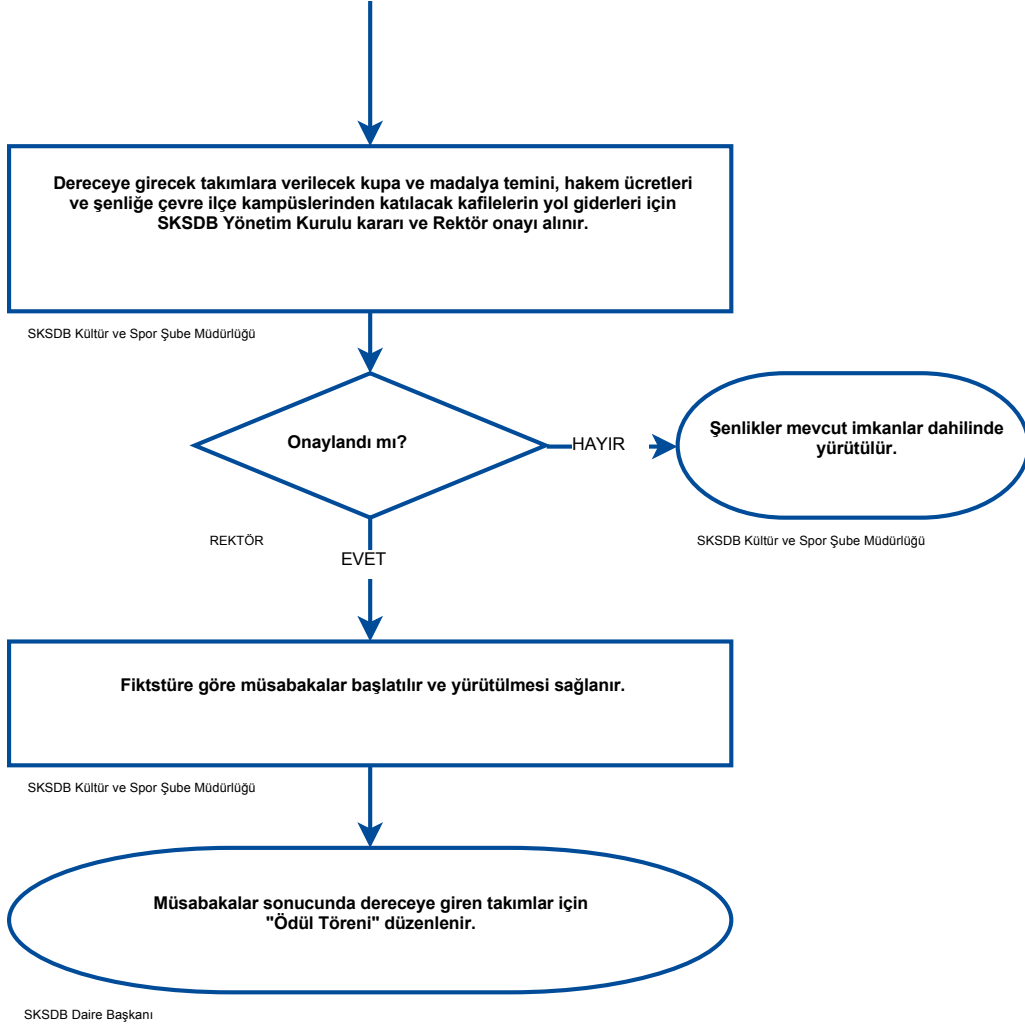 Dereceye girecek takımlara verilecek kupa ve madalya temini, hakem ücretleri
ve şenliğe çevre ilçe kampüslerinden katılacak kafilelerin yol giderleri için
SKSDB Yönetim Kurulu kararı ve Rektör onayı alınır.
SKSDB Kültür ve Spor Şube Müdürlüğü
Onaylandı mı?
HAYIR
Şenlikler mevcut imkanlar dahilinde
yürütülür.
REKTÖR
SKSDB Kültür ve Spor Şube Müdürlüğü
EVET
Fiktstüre göre müsabakalar başlatılır ve yürütülmesi sağlanır.
SKSDB Kültür ve Spor Şube Müdürlüğü
Müsabakalar sonucunda dereceye giren takımlar için
"Ödül Töreni" düzenlenir.
SKSDB Daire Başkanı